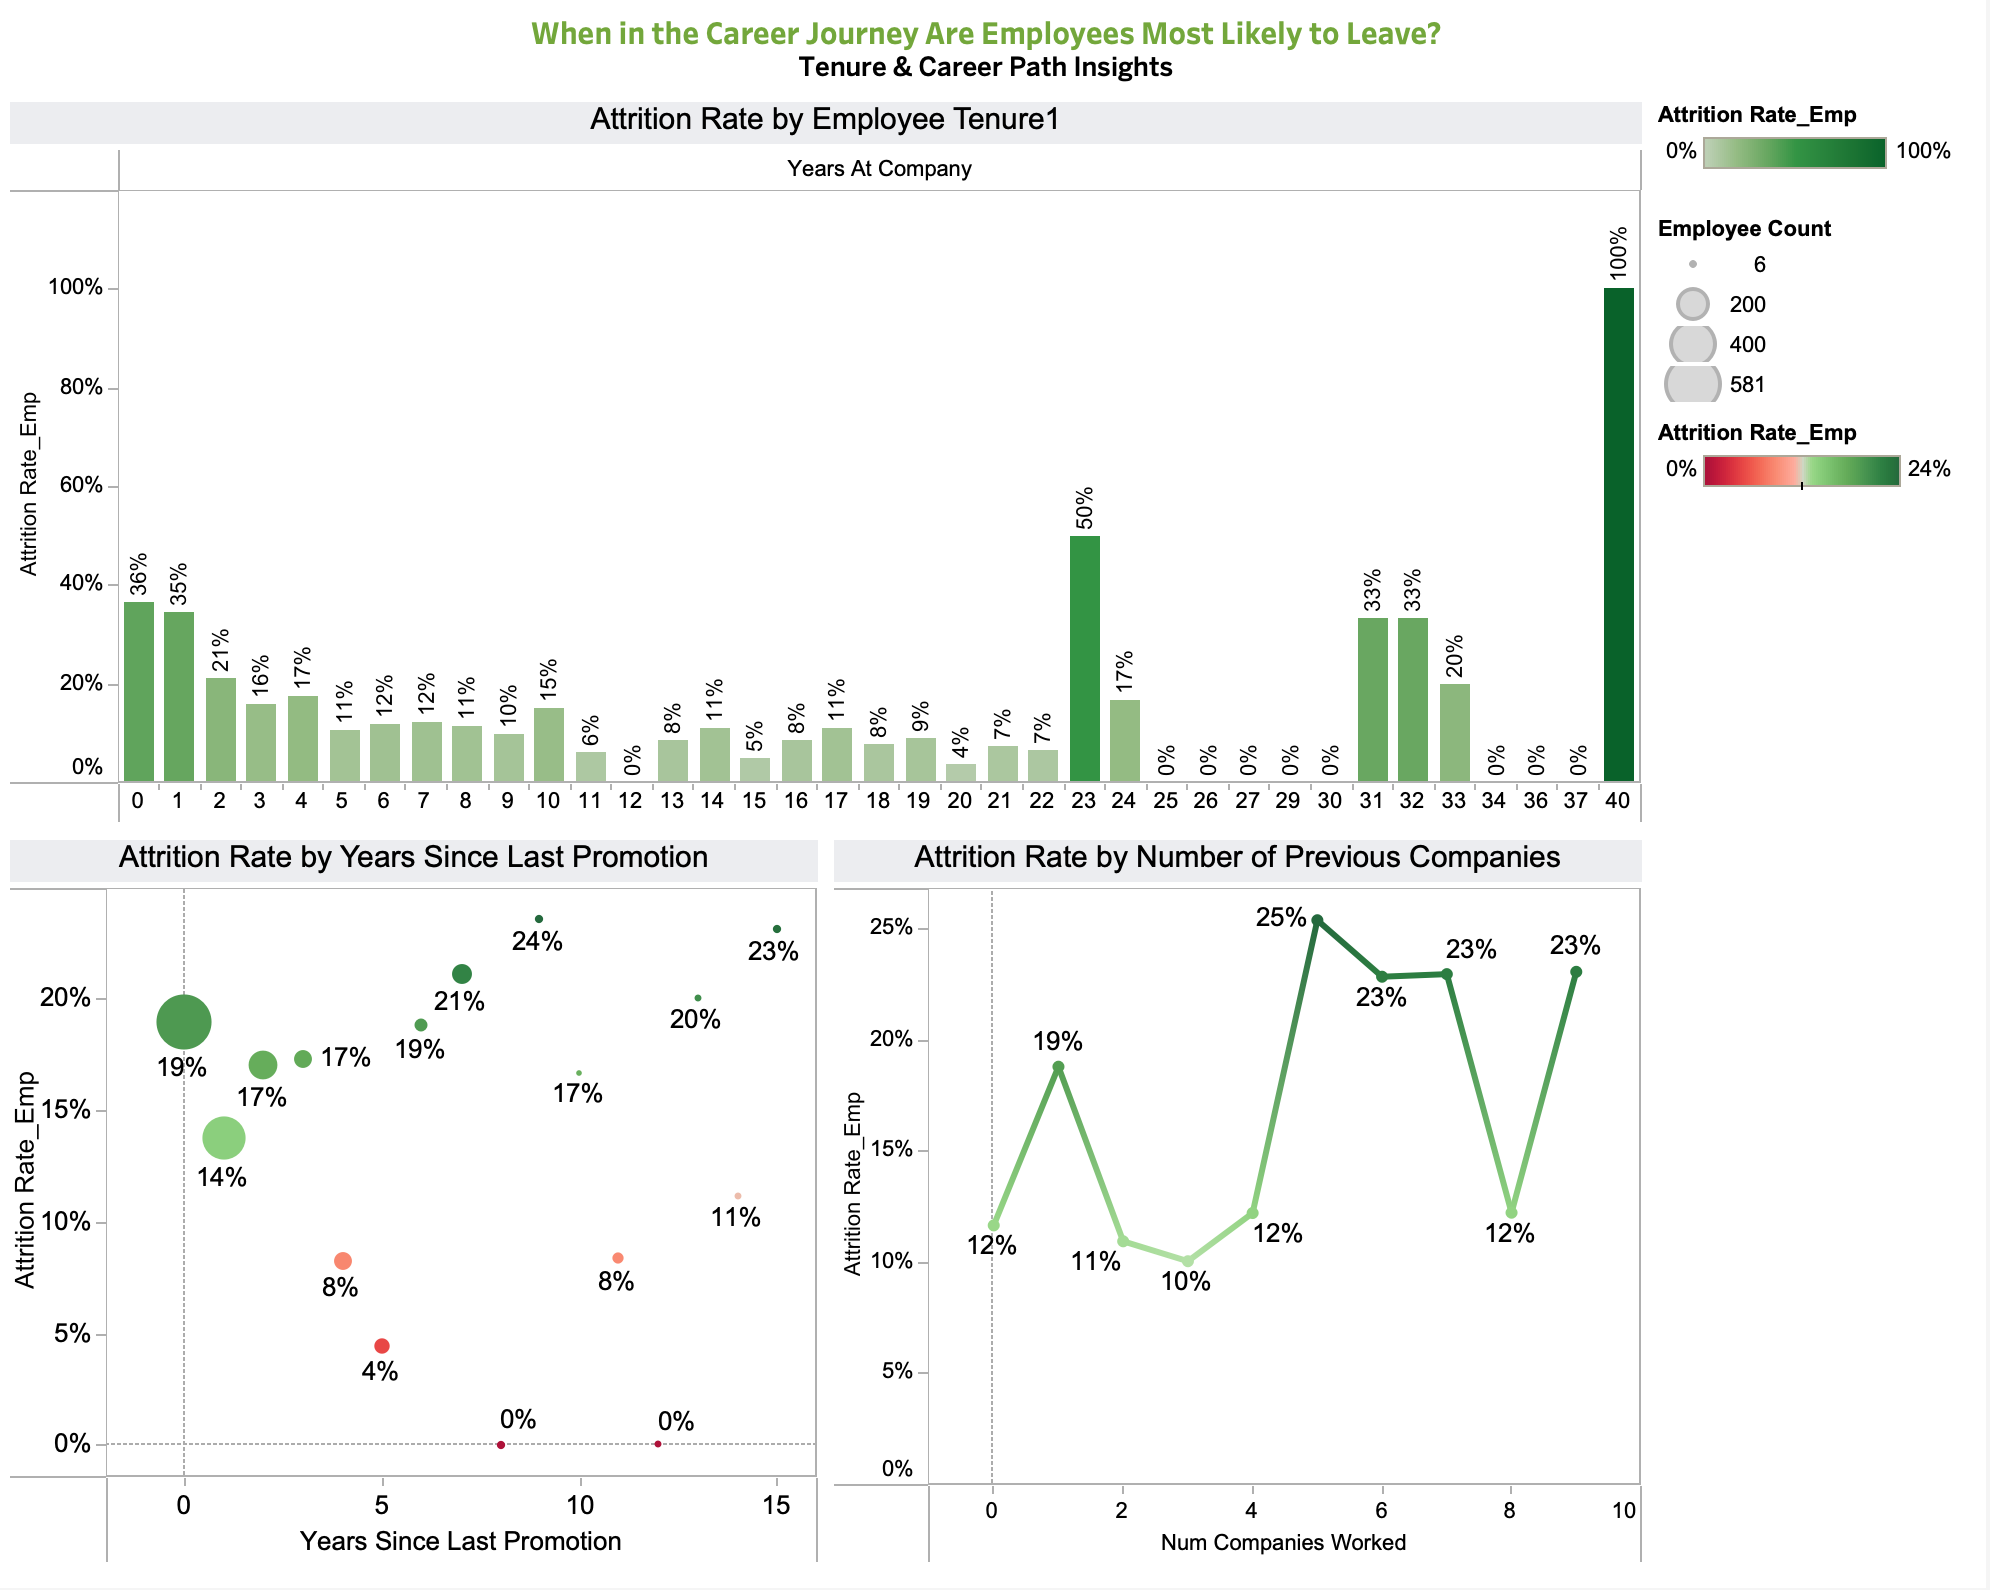 When in the Career Journey Are Employees Most Likely to Leave?
Tenure & Career Path Insights
Attrition Rate by Employee Tenure1
Years At Company
Attrition Rate_Emp
100%
80%
60%
40%
20%
0%
36% 35% 21% 16% 17% 11% 12% 12% 11% 10% 15% 6% 0% 8% 11% 5% 8% 11% 8% 9% 4% 7% 7% 50% 17% 0% 0% 0% 0% 0% 33% 33% 20% 0% 0% 0% 100%
0 1 2 3 4 5 6 7 8 9 10 11 12 13 14 15 16 17 18 19 20 21 22 23 24 25 26 27 29 30 31 32 33 34 36 37 40
Attrition Rate_Emp
0% 100%
Employee Count
6
200
400
581
Attrition Rate_Emp
0% 24%
Attrition Rate by Years Since Last Promotion
Attrition Rate_Emp
20%
15%
10%
5%
0%
19% 14% 17% 17% 8% 4% 19% 21% 0% 24% 17% 8% 0% 20% 11% 23%
0 5 10 15
Years Since Last Promotion
Attrition Rate by Number of Previous Companies
Attrition Rate_Emp
25%
20%
15%
10%
5%
0%
12% 19% 11% 10% 12% 25% 23% 23% 12% 23%
0 2 4 6 8 10
Num Companies Worked